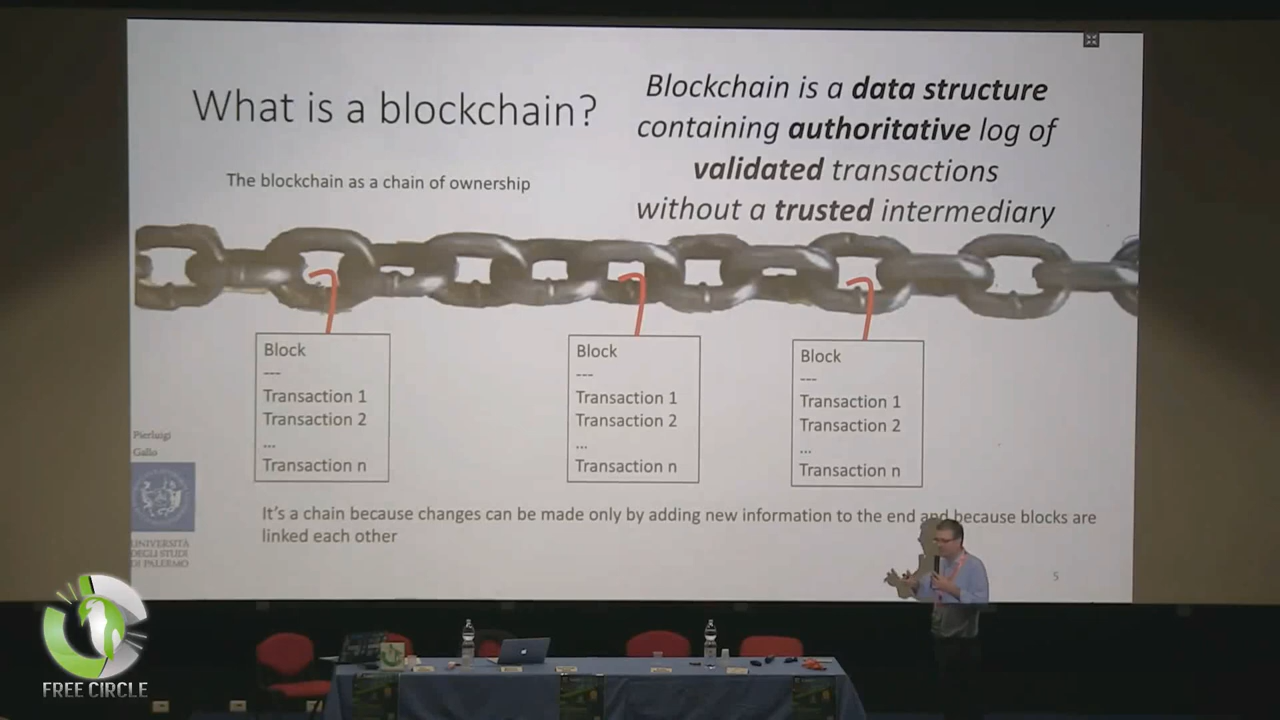 What is a blockchain?
Blockchain is a data structure
containing authoritative log of
validated transactions
without a trusted intermediary
The blockchain as a chain of ownership
Block
---
Transaction 1
Transaction 2
...
Transaction n
Block
---
Transaction 1
Transaction 2
...
Transaction n
Block
---
Transaction 1
Transaction 2
...
Transaction n
Pierluigi
Gallo
UNIVERSITÀ
DEGLI STUDI
DI PALERMO
It's a chain because changes can be made only by adding new information to the end and because blocks are
linked each other
5
FREE CIRCLE